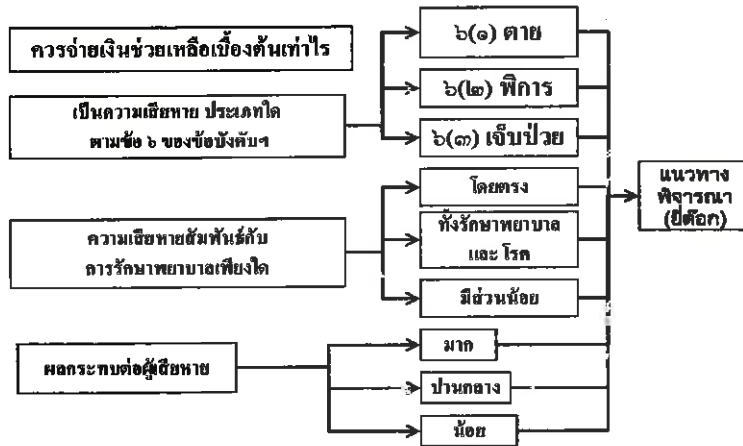 ควรจ่ายเงินช่วยเหลือเบื้องต้นเท่าไร
เป็นความเสียหาย ประเภทใด
ตามข้อ ๖ ของข้อบังคับฯ
๖(๑) ตาย
๖(๒) พิการ
๖(๓) เจ็บป่วย
ความเสียหายสัมพันธ์กับ
การรักษาพยาบาลเพียงใด
โดยตรง
ทั้งรักษาพยาบาล
และ โรค
มีส่วนน้อย
ผลกระทบต่อผู้เสียหาย
มาก
ปานกลาง
น้อย
แนวทาง
พิจารณา
(ยี่ต๊อก)